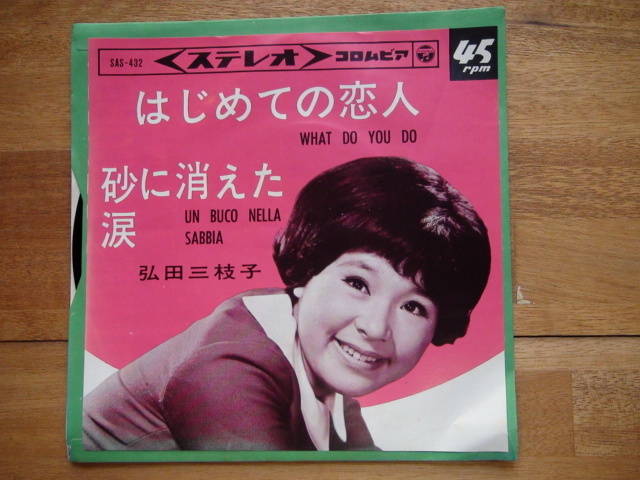 SAS-432 <ステレオ> コロムビア
45 rpm
はじめての恋人
WHAT DO YOU DO
砂に消えた
涙
UN BUCO NELLA
SABBIA
弘田三枝子